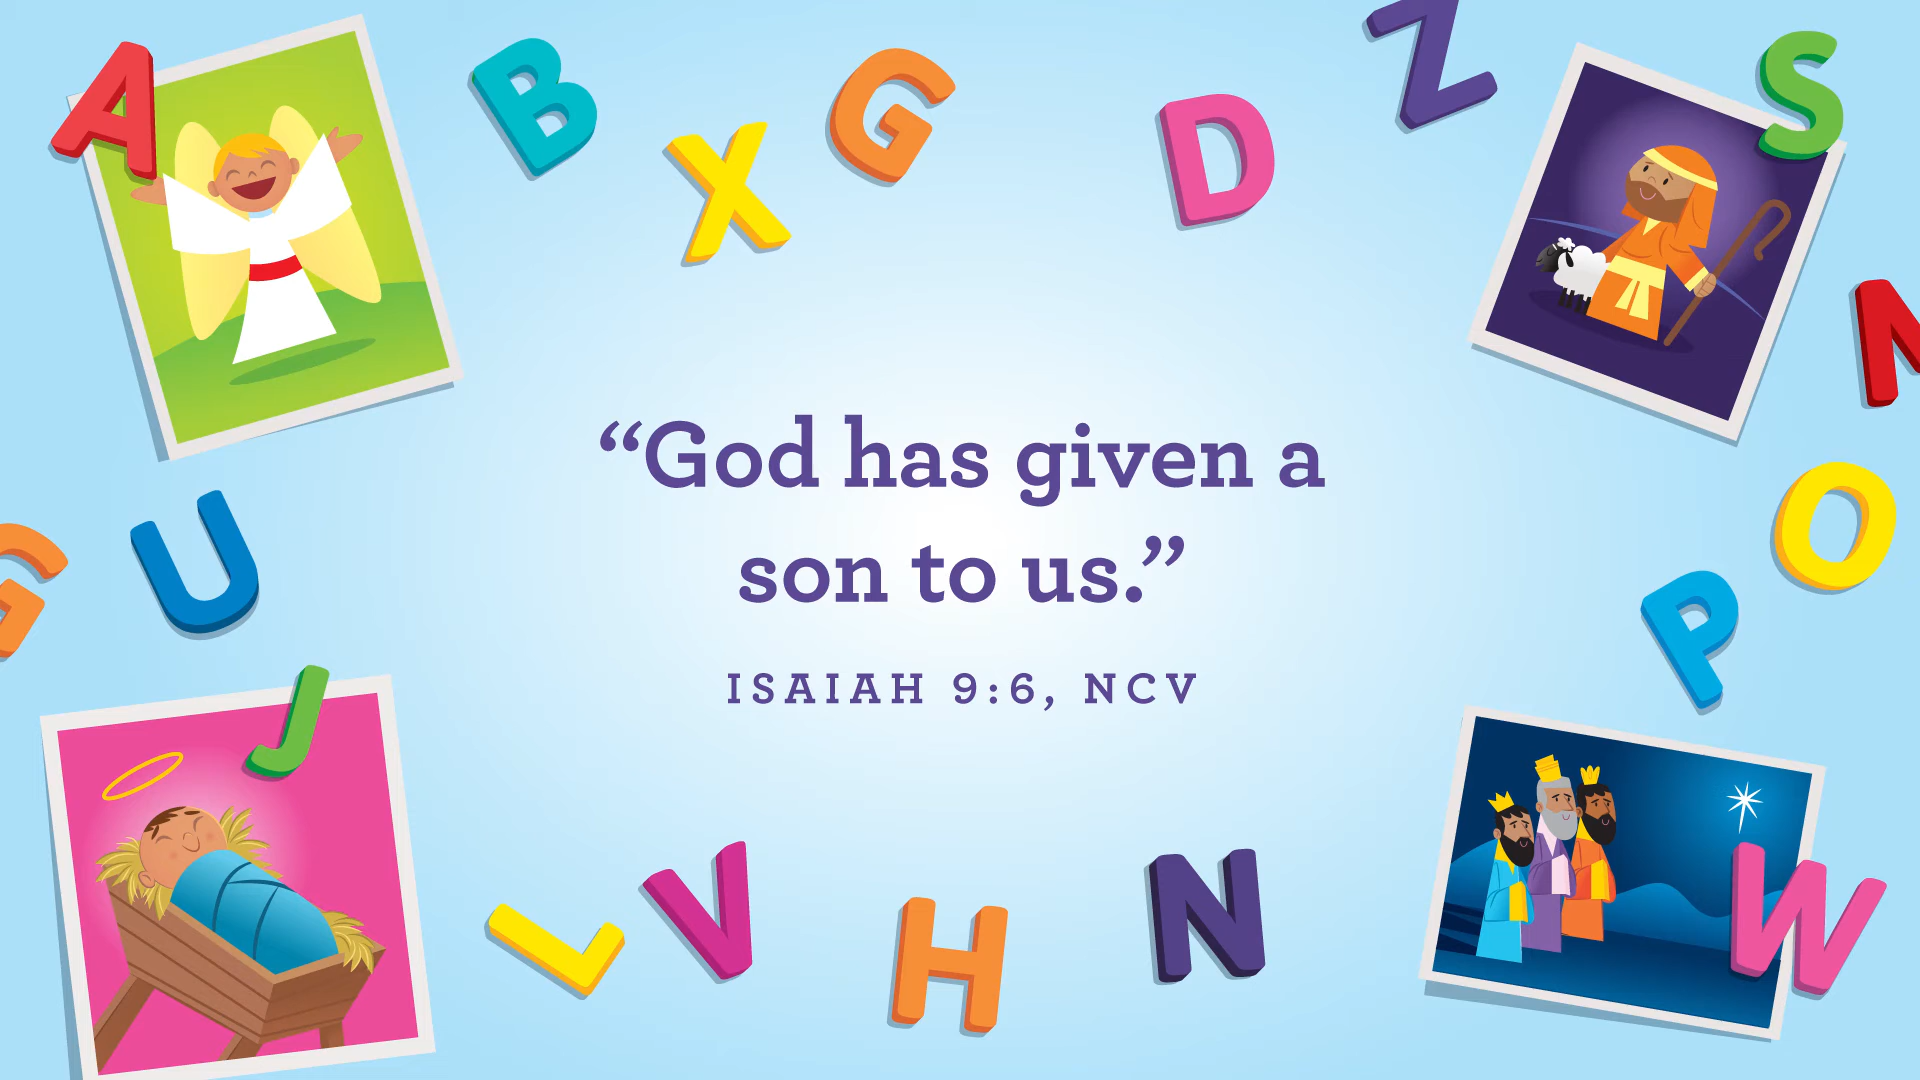 A
B
X
G
D
Z
S
N
“God has given a
son to us.”
ISAIAH 9:6, NCV
G
U
O
P
J
L
V
H
N
W